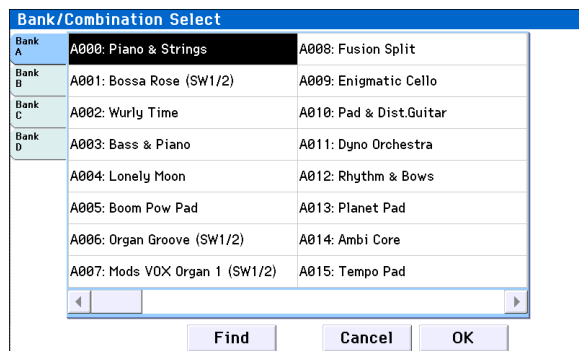 Bank/Combination Select
Bank
A
Bank
B
Bank
C
Bank
D
A000: Piano & Strings
A001: Bossa Rose (SW1/2)
A002: Wurly Time
A003: Bass & Piano
A004: Lonely Moon
A005: Boom Pow Pad
A006: Organ Groove (SW1/2)
A007: Mods VOX Organ 1 (SW1/2)
A008: Fusion Split
A009: Enigmatic Cello
A010: Pad & Dist.Guitar
A011: Dyno Orchestra
A012: Rhythm & Bows
A013: Planet Pad
A014: Ambi Core
A015: Tempo Pad
Find
Cancel
OK